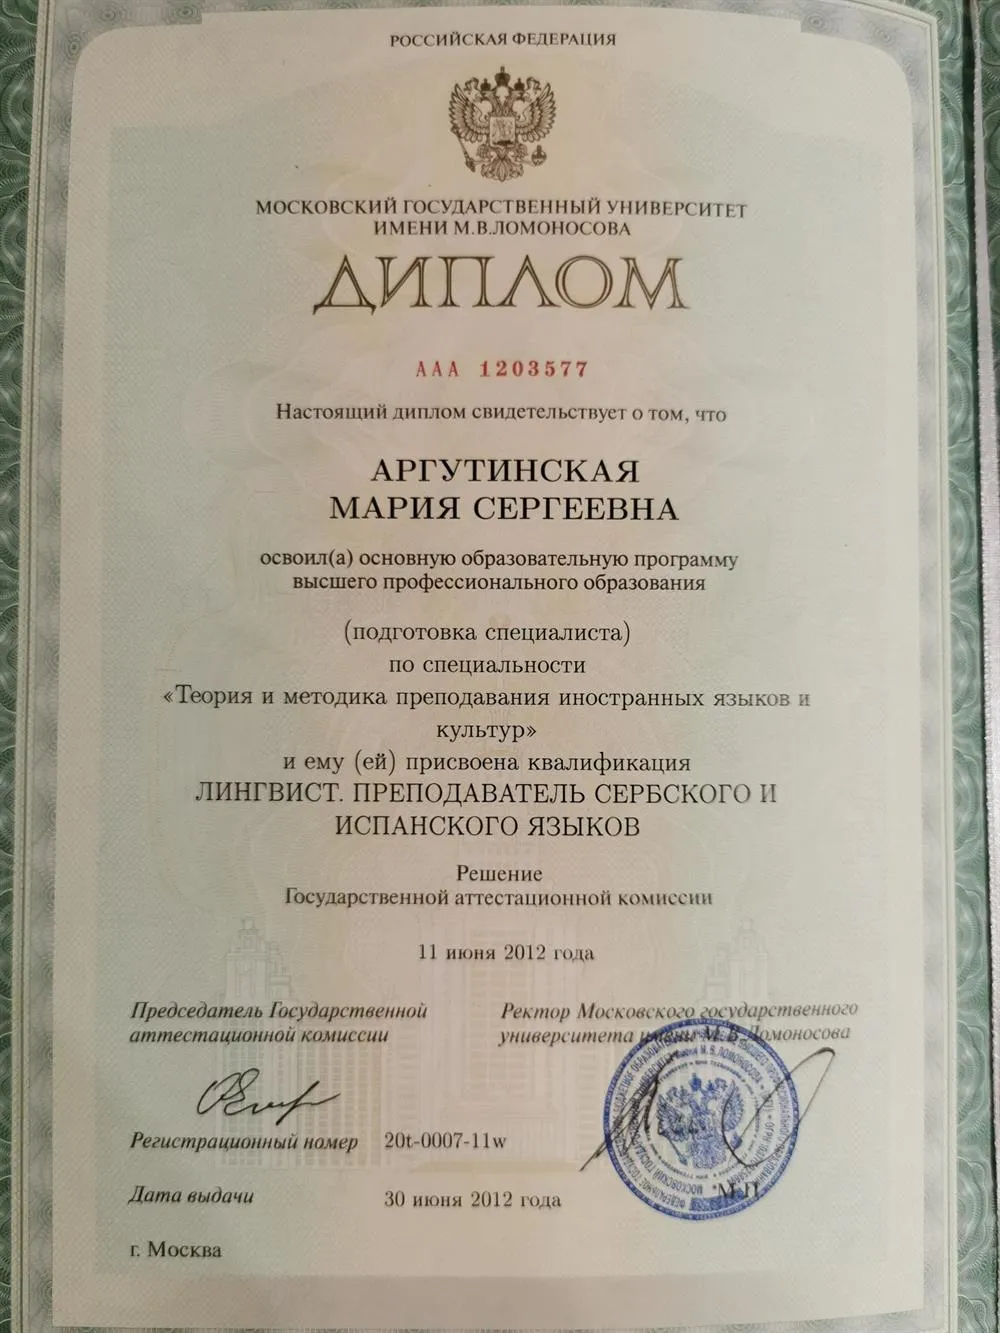 РОССИЙСКАЯ ФЕДЕРАЦИЯ
МОСКОВСКИЙ ГОСУДАРСТВЕННЫЙ УНИВЕРСИТЕТ
ИМЕНИ М.В.ЛОМОНОСОВА
ДИПЛОМ
ААА 1203577
Настоящий диплом свидетельствует о том, что
АРГУТИНСКАЯ
МАРИЯ СЕРГЕЕВНА
освоил(а) основную образовательную программу
высшего профессионального образования
(подготовка специалиста)
по специальности
«Теория и методика преподавания иностранных языков и
культур»
и ему (ей) присвоена квалификация
ЛИНГВИСТ. ПРЕПОДАВАТЕЛЬ СЕРБСКОГО И
ИСПАНСКОГО ЯЗЫКОВ
Решение
Государственной аттестационной комиссии
11 июня 2012 года
Председатель Государственной
аттестационной комиссии
Ректор Московского государственного
университета имени М.В.Ломоносова
Регистрационный номер 20t-0007-11w
М.П.
Дата выдачи 30 июня 2012 года
г. Москва